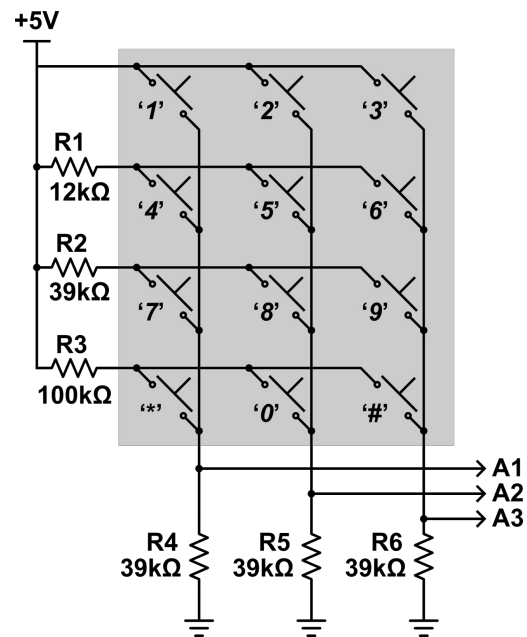 +5V
‘1’ ‘2’ ‘3’
R1
12kΩ
‘4’ ‘5’ ‘6’
R2
39kΩ
‘7’ ‘8’ ‘9’
R3
100kΩ
‘*’ ‘0’ ‘#’
A1
A2
A3
R4 R5 R6
39kΩ 39kΩ 39kΩ